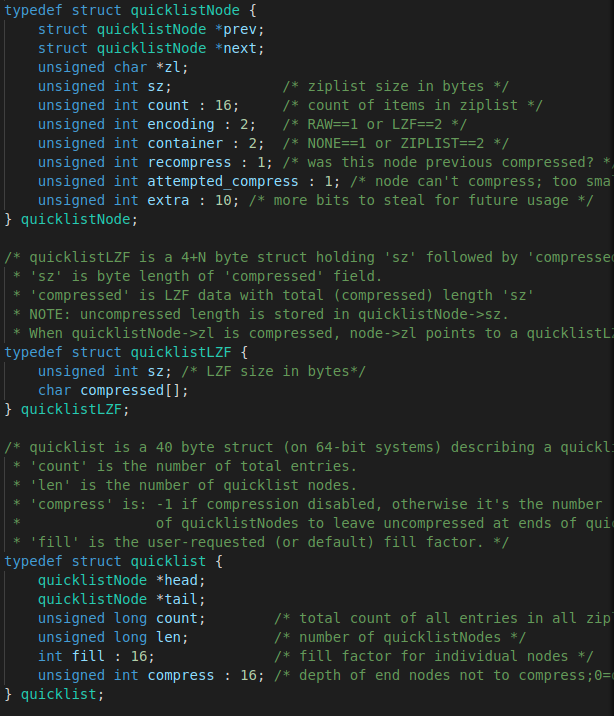 typedef struct quicklistNode {
    struct quicklistNode *prev;
    struct quicklistNode *next;
    unsigned char *zl;
    unsigned int sz;             /* ziplist size in bytes */
    unsigned int count : 16;     /* count of items in ziplist */
    unsigned int encoding : 2;   /* RAW==1 or LZF==2 */
    unsigned int container : 2;  /* NONE==1 or ZIPLIST==2 */
    unsigned int recompress : 1; /* was this node previous compressed? */
    unsigned int attempted_compress : 1; /* node can't compress; too
    unsigned int extra : 10; /* more bits to steal for future usage */
} quicklistNode;

/* quicklistLZF is a 4+N byte struct holding 'sz' followed by
 * 'sz' is byte length of 'compressed' field.
 * 'compressed' is LZF data with total (compressed) length 'sz'
 * NOTE: uncompressed length is stored in quicklistNode->sz.
 * When quicklistNode->zl is compressed, node->zl points to a
typedef struct quicklistLZF {
    unsigned int sz; /* LZF size in bytes*/
    char compressed[];
} quicklistLZF;

/* quicklist is a 40 byte struct (on 64-bit systems) describing a
 * 'count' is the number of total entries.
 * 'len' is the number of quicklist nodes.
 * 'compress' is: -1 if compression disabled, otherwise it's the number
 *                of quicklistNodes to leave uncompressed at ends of
 * 'fill' is the user-requested (or default) fill factor. */
typedef struct quicklist {
    quicklistNode *head;
    quicklistNode *tail;
    unsigned long count;        /* total count of all entries in all
    unsigned long len;          /* number of quicklistNodes */
    int fill : 16;              /* fill factor for individual nodes */
    unsigned int compress : 16; /* depth of end nodes not to compress;0=
} quicklist;